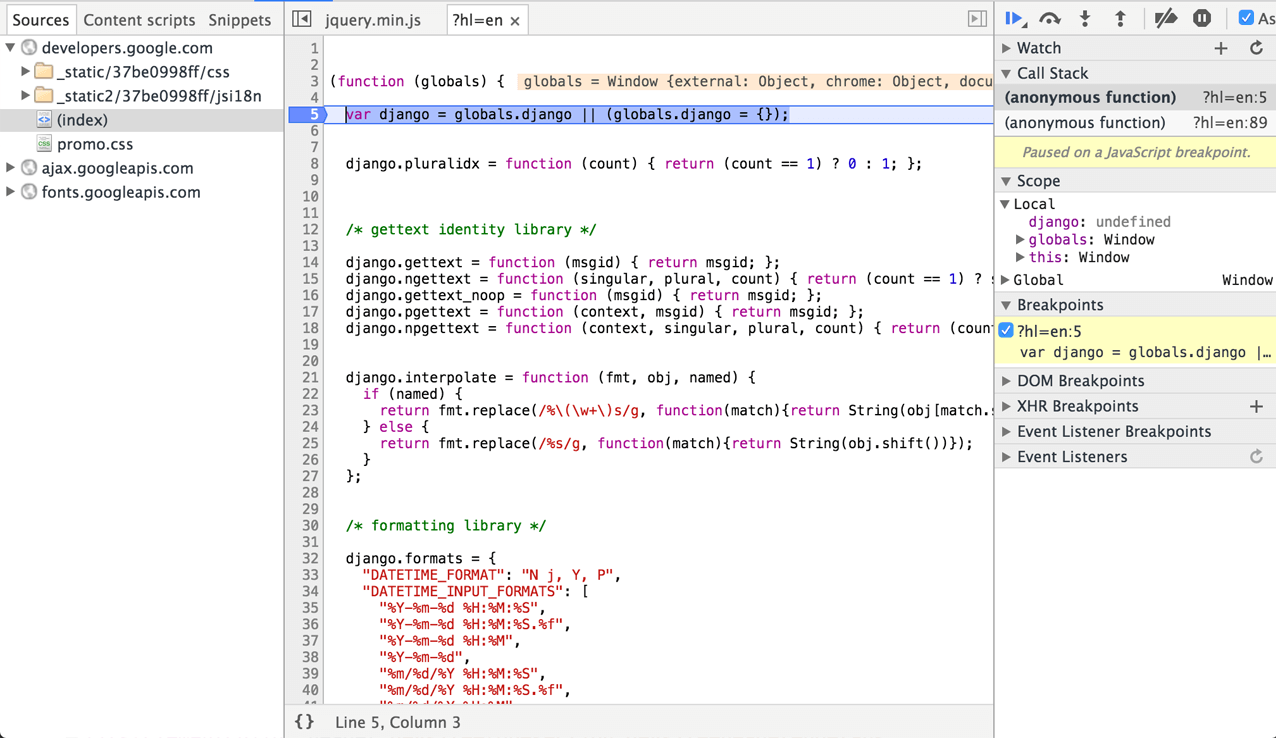 Sources Content scripts Snippets
developers.google.com
_static/37be0998ff/css
_static2/37be0998ff/jsi18n
(index)
promo.css
ajax.googleapis.com
fonts.googleapis.com
jquery.min.js ?hl=en ×
1
2
3 (function (globals) { globals = Window {external: Object, chrome: Object, docu
4
5 var django = globals.django || (globals.django = {});
6
7
8 django.pluralidx = function (count) { return (count == 1) ? 0 : 1; };
9
10
11
12 /* gettext identity library */
13
14 django.gettext = function (msgid) { return msgid; };
15 django.ngettext = function (singular, plural, count) { return (count == 1) ? s
16 django.gettext_noop = function (msgid) { return msgid; };
17 django.pgettext = function (context, msgid) { return msgid; };
18 django.npgettext = function (context, singular, plural, count) { return (coun
19
20
21 django.interpolate = function (fmt, obj, named) {
22 if (named) {
23 return fmt.replace(/%\(\w+\)s/g, function(match){return String(obj[match.s
24 } else {
25 return fmt.replace(/%s/g, function(match){return String(obj.shift())});
26 }
27 };
28
29
30 /* formatting library */
31
32 django.formats = {
33 "DATETIME_FORMAT": "N j, Y, P",
34 "DATETIME_INPUT_FORMATS": [
35 "%Y-%m-%d %H:%M:%S",
36 "%Y-%m-%d %H:%M:%S.%f",
37 "%Y-%m-%d %H:%M",
38 "%Y-%m-%d",
39 "%m/%d/%Y %H:%M:%S",
40 "%m/%d/%Y %H:%M:%S.%f",
{} Line 5, Column 3
As
Watch
Call Stack
(anonymous function) ?hl=en:5
(anonymous function) ?hl=en:89
Paused on a JavaScript breakpoint.
Scope
Local
django: undefined
globals: Window
this: Window
Global Window
Breakpoints
?hl=en:5
var django = globals.django |…
DOM Breakpoints
XHR Breakpoints
Event Listener Breakpoints
Event Listeners